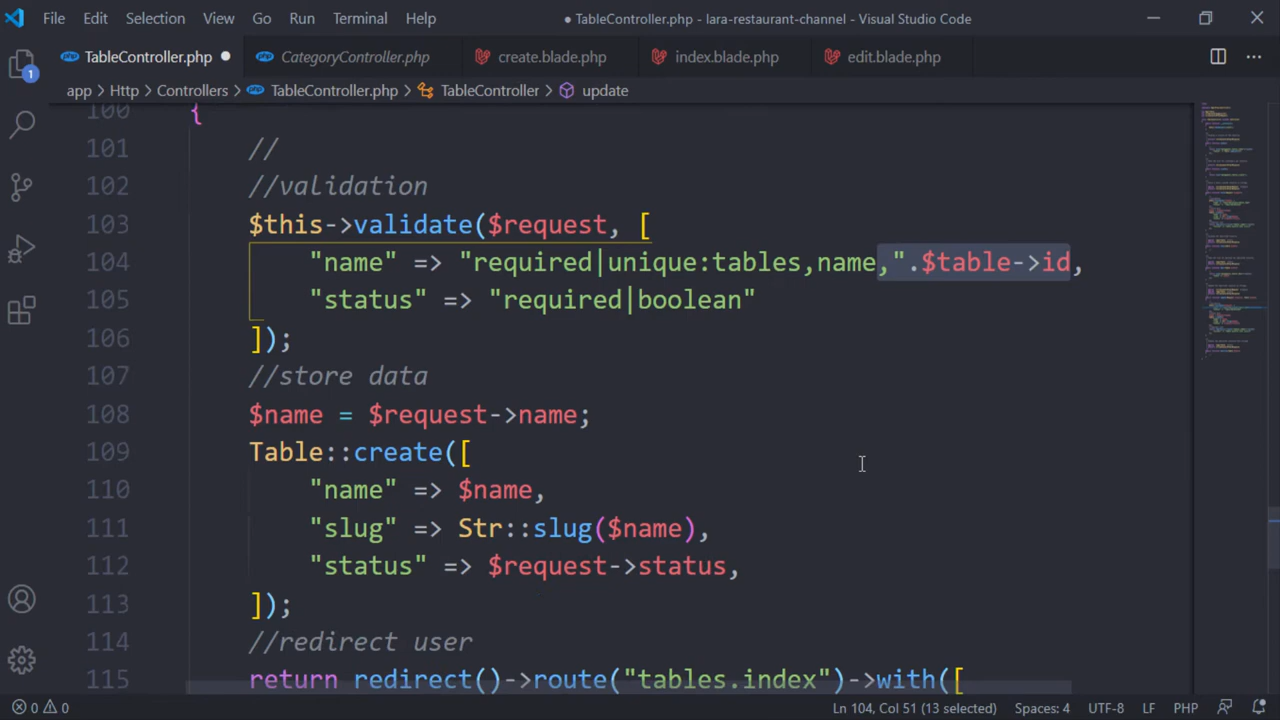 File Edit Selection View Go Run Terminal Help ● TableController.php - lara-restaurant-channel - Visual Studio Code
TableController.php ● CategoryController.php create.blade.php index.blade.php edit.blade.php
app > Http > Controllers > TableController.php > TableController > update
1
100 {
101 //
102 //validation
103 $this->validate($request, [
104 "name" => "required|unique:tables,name,".$table->id,
105 "status" => "required|boolean"
106 ]);
107 //store data
108 $name = $request->name;
109 Table::create([
110 "name" => $name,
111 "slug" => Str::slug($name),
112 "status" => $request->status,
113 ]);
114 //redirect user
115 return redirect()->route("tables.index")->with([
0 0 Ln 104, Col 51 (13 selected) Spaces: 4 UTF-8 LF PHP